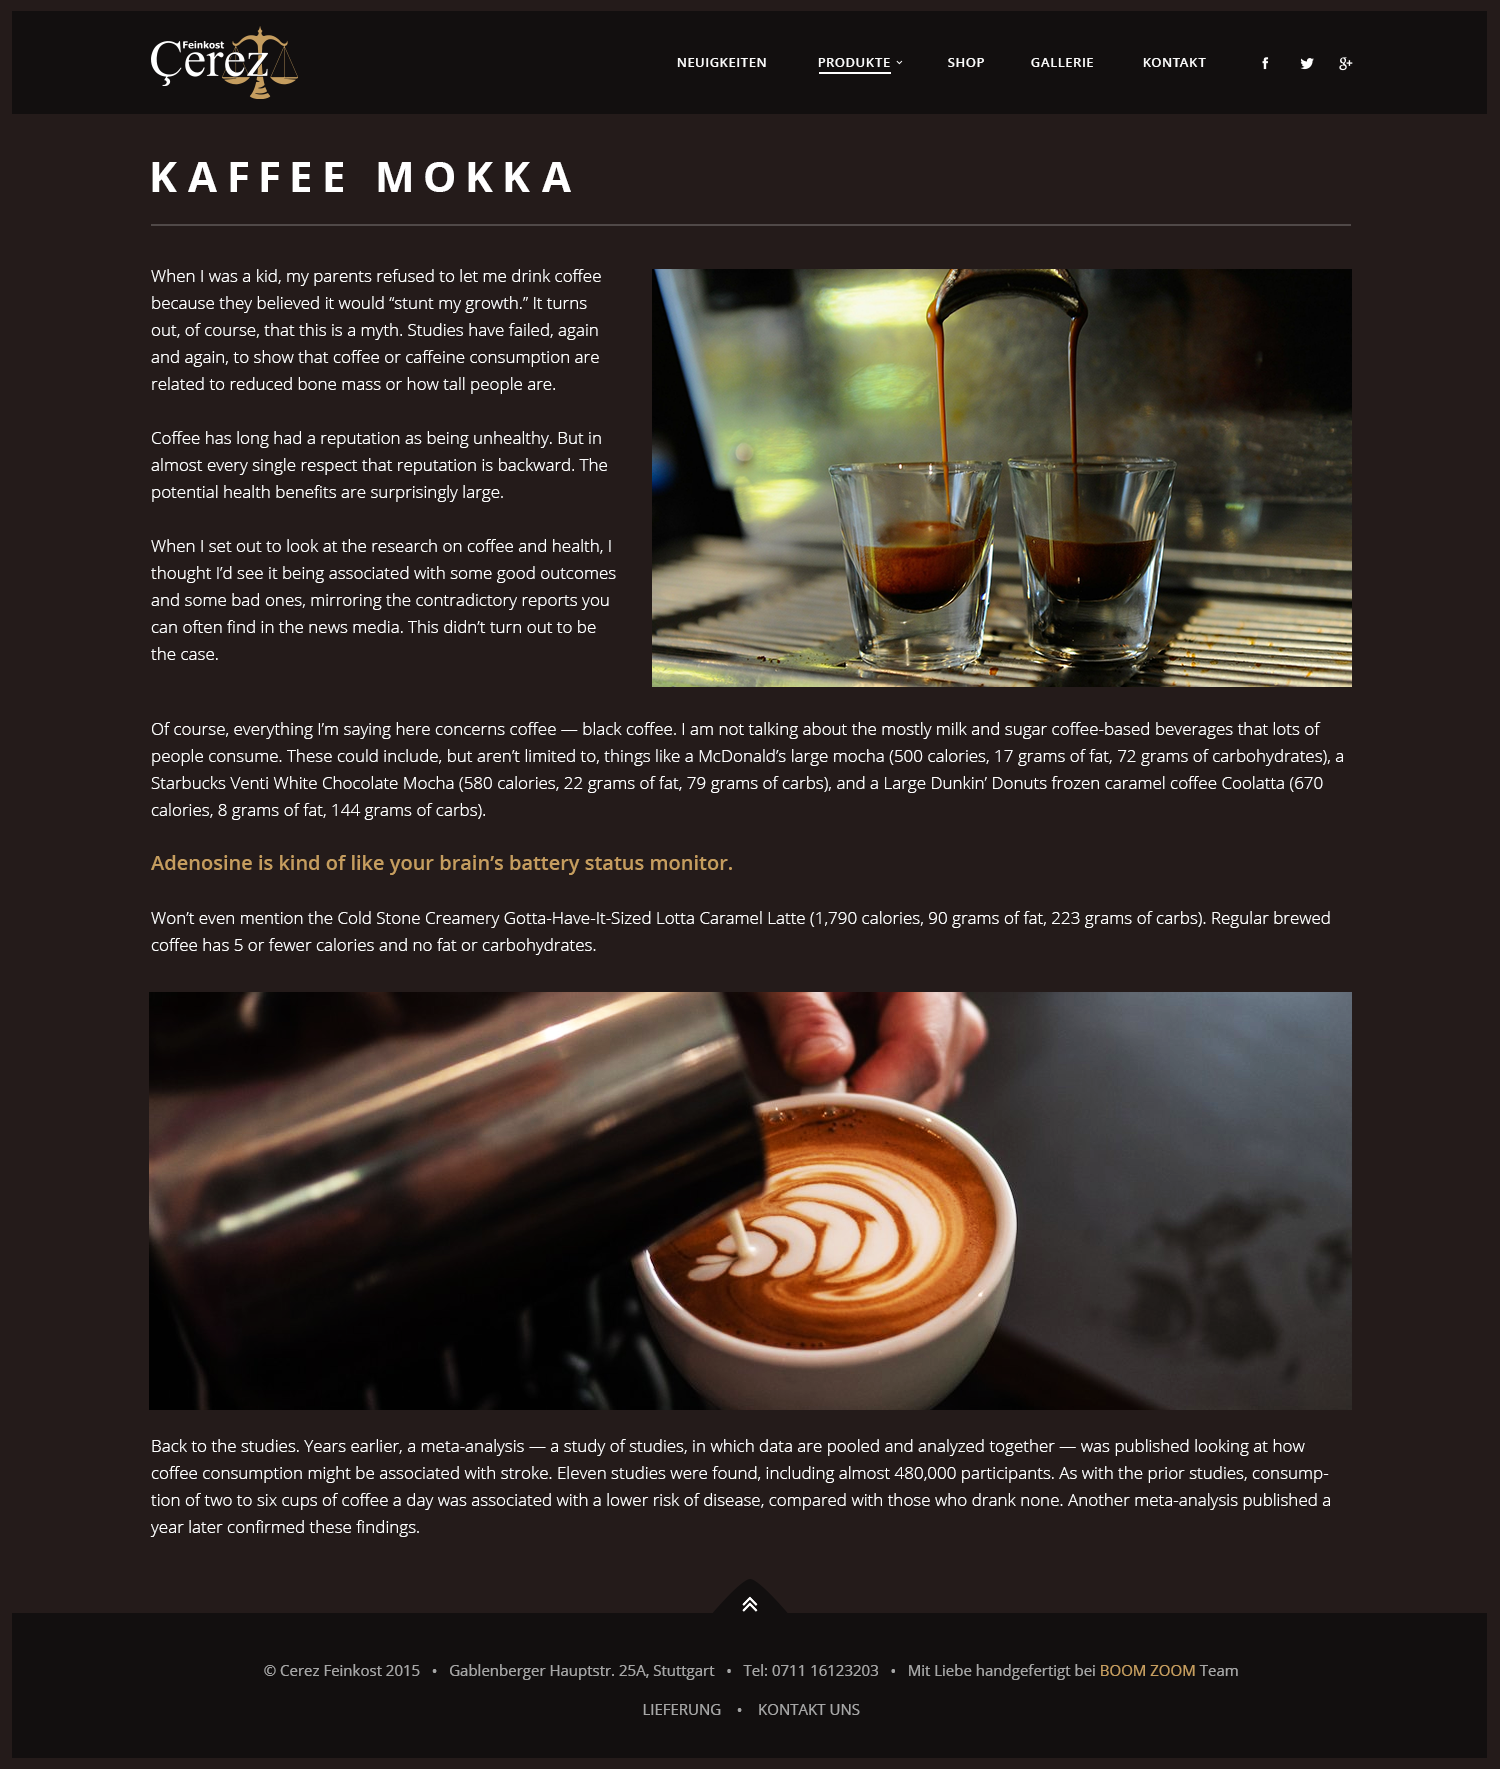 Çerez
Feinkost
NEUIGKEITEN PRODUKTE SHOP GALLERIE KONTAKT f g+
KAFFEE MOKKA
When I was a kid, my parents refused to let me drink coffee
because they believed it would “stunt my growth.” It turns
out, of course, that this is a myth. Studies have failed, again
and again, to show that coffee or caffeine consumption are
related to reduced bone mass or how tall people are.
Coffee has long had a reputation as being unhealthy. But in
almost every single respect that reputation is backward. The
potential health benefits are surprisingly large.
When I set out to look at the research on coffee and health, I
thought I’d see it being associated with some good outcomes
and some bad ones, mirroring the contradictory reports you
can often find in the news media. This didn’t turn out to be
the case.
Of course, everything I’m saying here concerns coffee — black coffee. I am not talking about the mostly milk and sugar coffee-based beverages that lots of
people consume. These could include, but aren’t limited to, things like a McDonald’s large mocha (500 calories, 17 grams of fat, 72 grams of carbohydrates), a
Starbucks Venti White Chocolate Mocha (580 calories, 22 grams of fat, 79 grams of carbs), and a Large Dunkin’ Donuts frozen caramel coffee Coolatta (670
calories, 8 grams of fat, 144 grams of carbs).
Adenosine is kind of like your brain’s battery status monitor.
Won’t even mention the Cold Stone Creamery Gotta-Have-It-Sized Lotta Caramel Latte (1,790 calories, 90 grams of fat, 223 grams of carbs). Regular brewed
coffee has 5 or fewer calories and no fat or carbohydrates.
Back to the studies. Years earlier, a meta-analysis — a study of studies, in which data are pooled and analyzed together — was published looking at how
coffee consumption might be associated with stroke. Eleven studies were found, including almost 480,000 participants. As with the prior studies, consump-
tion of two to six cups of coffee a day was associated with a lower risk of disease, compared with those who drank none. Another meta-analysis published a
year later confirmed these findings.
© Cerez Feinkost 2015 • Gablenberger Hauptstr. 25A, Stuttgart • Tel: 0711 16123203 • Mit Liebe handgefertigt bei BOOM ZOOM Team
LIEFERUNG • KONTAKT UNS